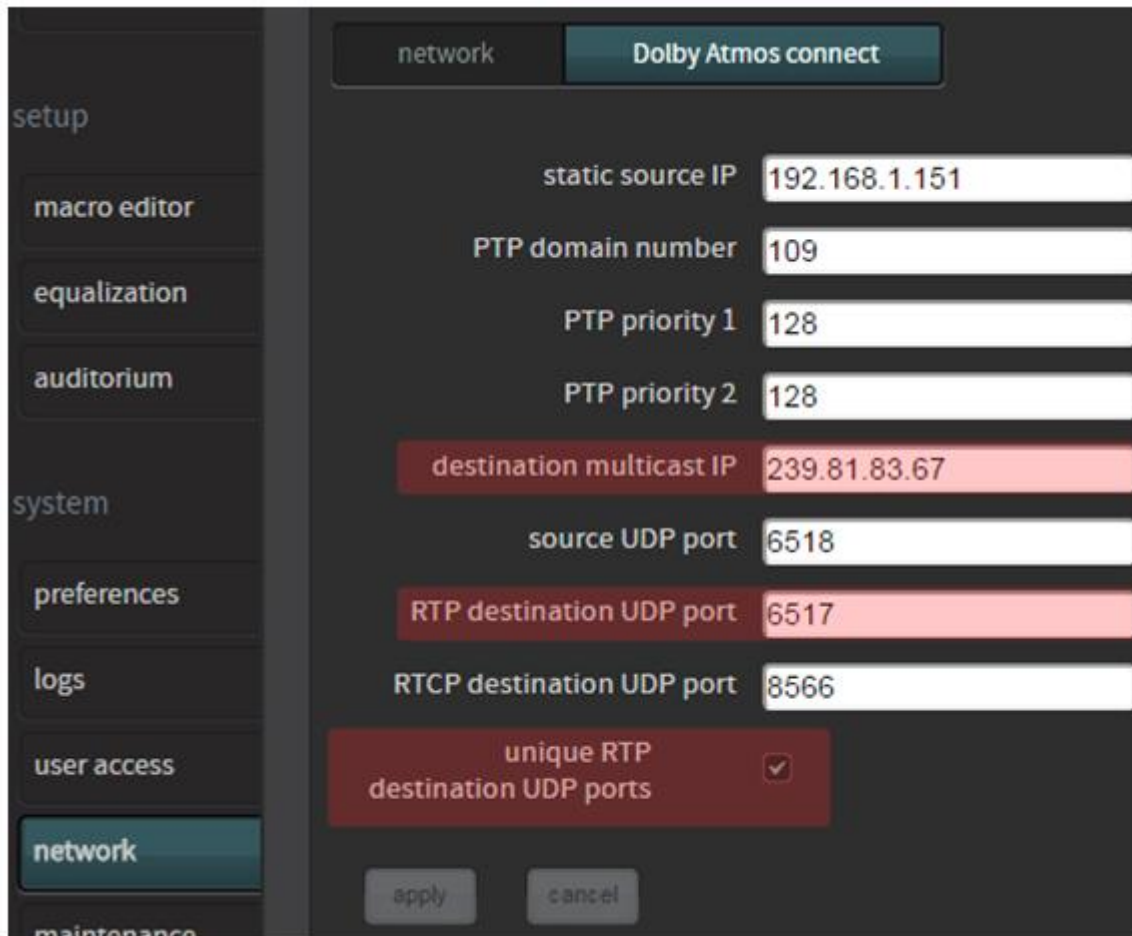 network
Dolby Atmos connect
setup
macro editor
equalization
auditorium
system
preferences
logs
user access
network
maintenance
static source IP 192.168.1.151
PTP domain number 109
PTP priority 1 128
PTP priority 2 128
destination multicast IP 239.81.83.67
source UDP port 6518
RTP destination UDP port 6517
RTCP destination UDP port 8566
unique RTP
destination UDP ports
apply
cancel